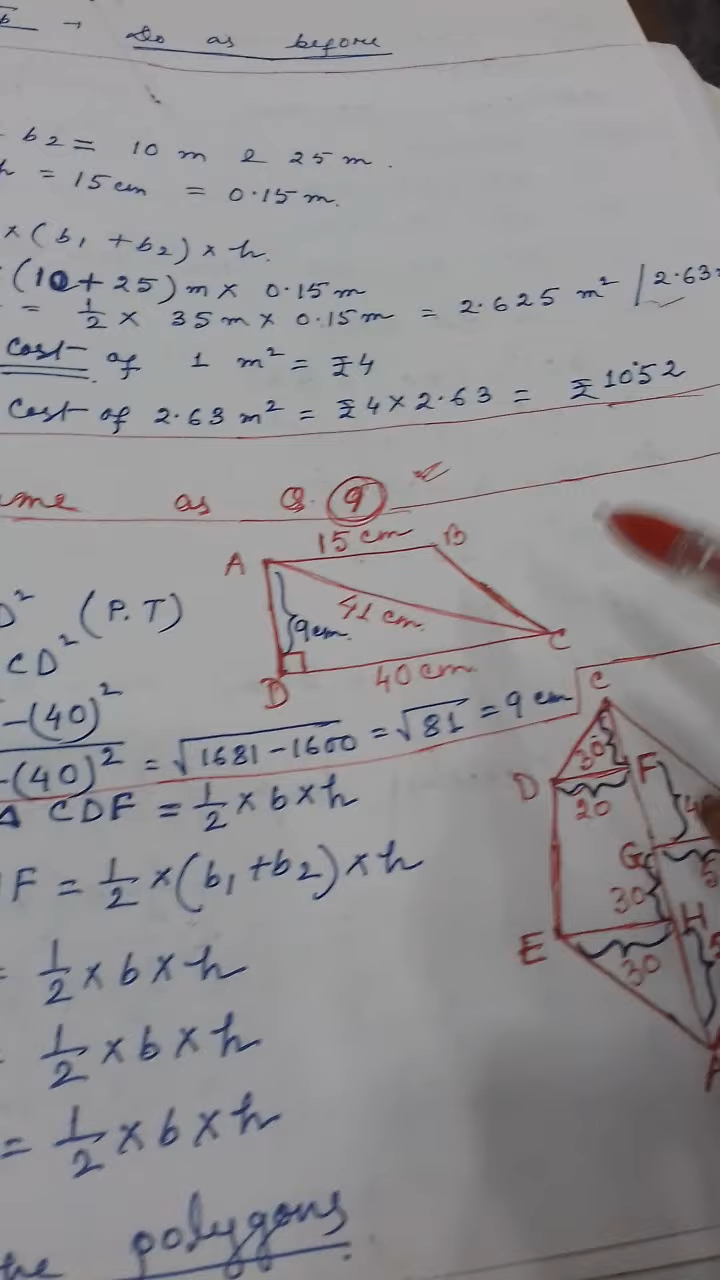 → Do as before
b2 = 10 m & 25 m.
h = 15 cm = 0.15 m.
×(b1 + b2) × h.
(10 + 25) m × 0.15 m
= 1/2 × 35 m × 0.15 m = 2.625 m² / 2.63
Cost of 1 m² = ₹4
Cost of 2.63 m² = ₹4 × 2.63 = ₹10.52
as Q. 9
15 cm
A B
D² (P.T)
41 cm.
9 cm.
CD²
C
D 40 cm
-(40)²
-(40)² = √1681-1600 = √81 = 9 cm
C
30
D F
20
Δ CDF = 1/2 × b × h
G
F = 1/2 × (b1 + b2) × h
30
H
E
30
= 1/2 × b × h
1/2 × b × h
= 1/2 × b × h
polygons.